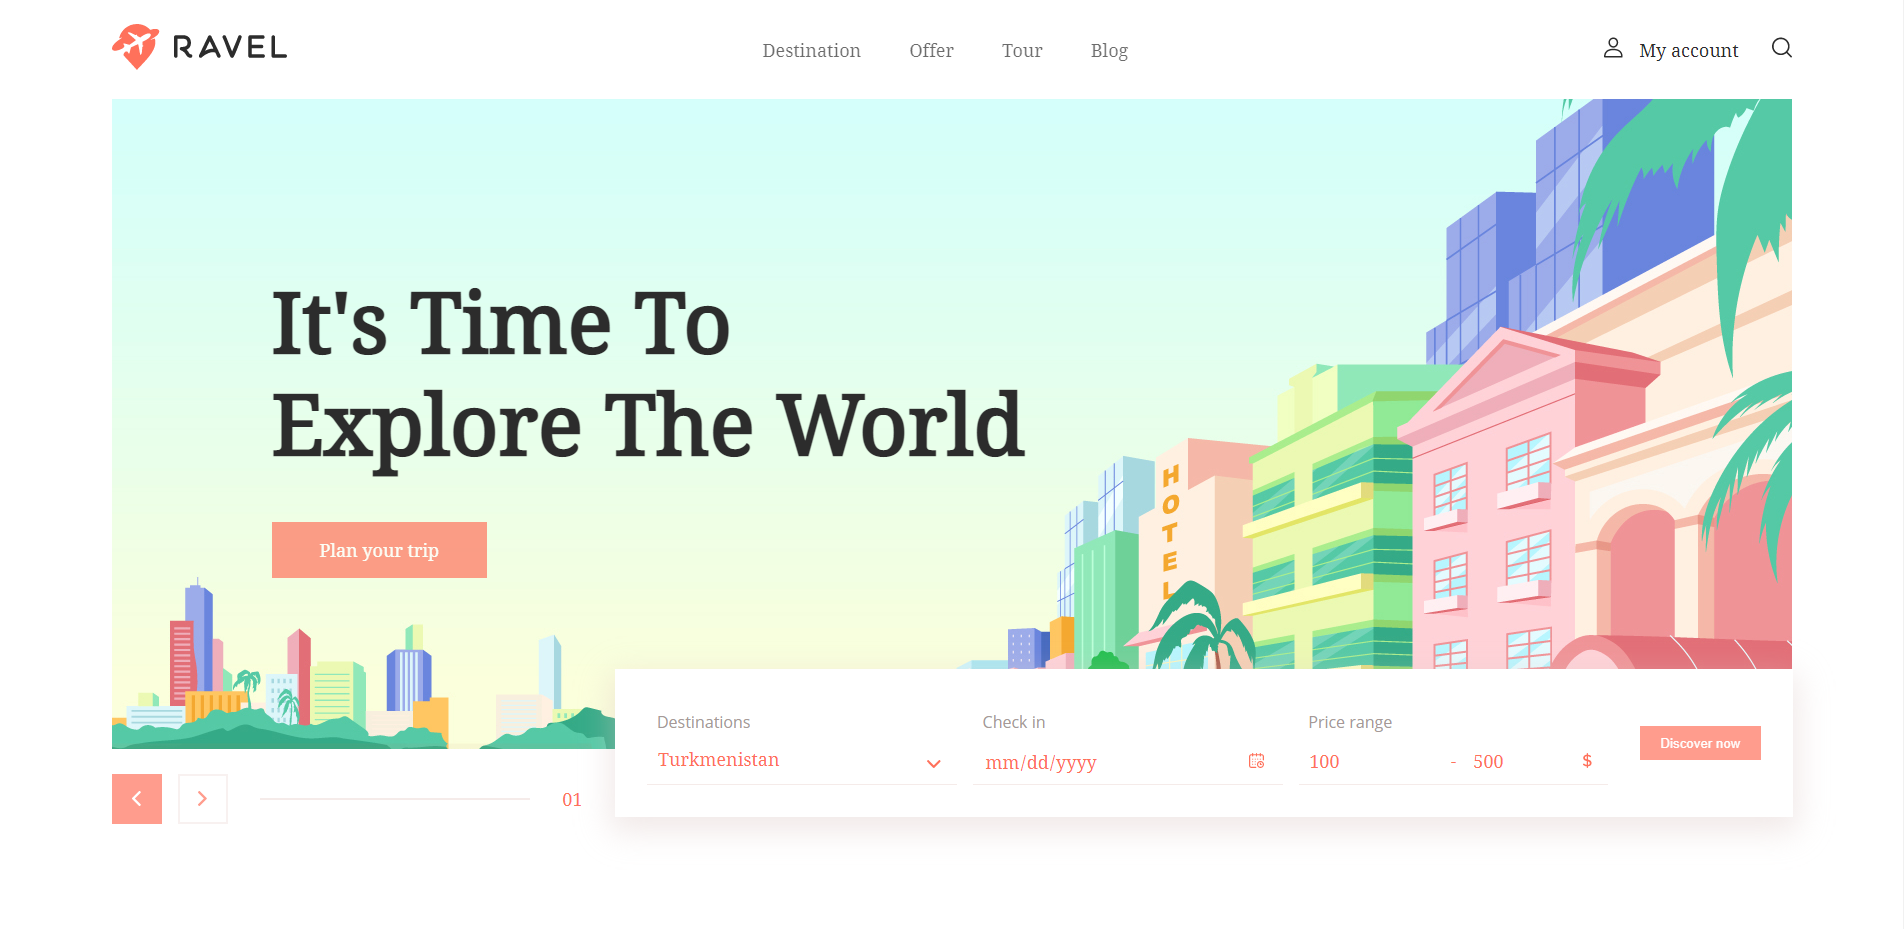 RAVEL
Destination Offer Tour Blog
My account
It's Time To
Explore The World
Plan your trip
HOTEL
Destinations Check in Price range
Turkmenistan mm/dd/yyyy 100 - 500 $
Discover now
01